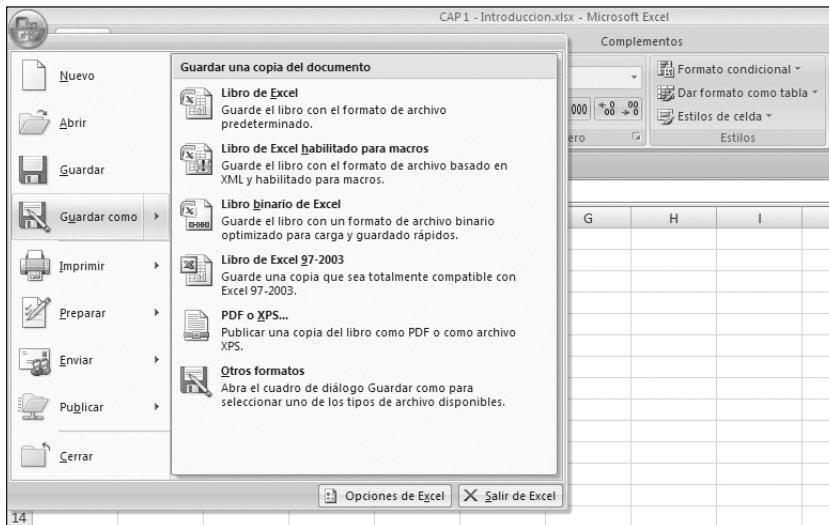 CAP 1 - Introduccion.xlsx - Microsoft Excel
Complementos
Nuevo
Abrir
Guardar
Guardar como
Imprimir
Preparar
Enviar
Publicar
Cerrar
Guardar una copia del documento
Libro de Excel
Guarde el libro con el formato de archivo
predeterminado.
Libro de Excel habilitado para macros
Guarde el libro con el formato de archivo basado en
XML y habilitado para macros.
Libro binario de Excel
Guarde el libro con un formato de archivo binario
optimizado para carga y guardado rápidos.
Libro de Excel 97-2003
Guarde una copia que sea totalmente compatible con
Excel 97-2003.
PDF o XPS...
Publicar una copia del libro como PDF o como archivo
XPS.
Otros formatos
Abra el cuadro de diálogo Guardar como para
seleccionar uno de los tipos de archivo disponibles.
Opciones de Excel
Salir de Excel
000
Formato condicional
Dar formato como tabla
Estilos de celda
ero
Estilos
G H I
14